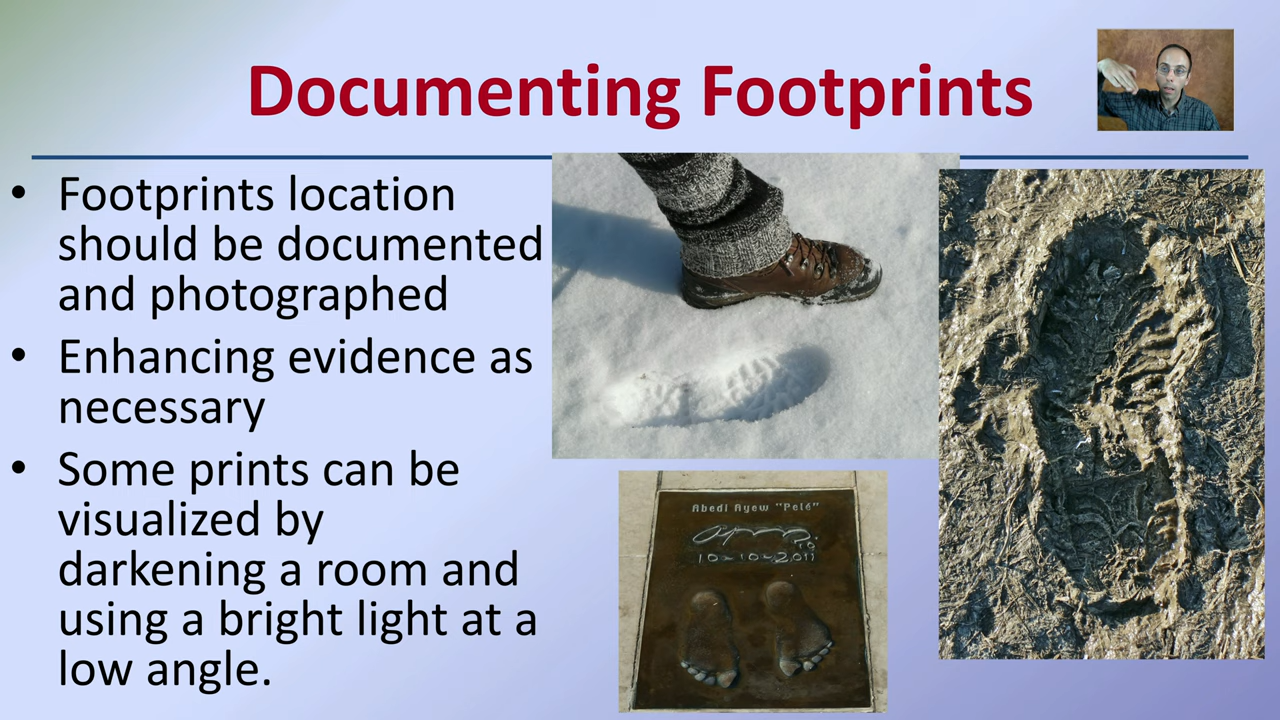 Documenting Footprints
• Footprints location
should be documented
and photographed
• Enhancing evidence as
necessary
• Some prints can be
visualized by
darkening a room and
using a bright light at a
low angle.
Abedi Ayew "Pelé"
10-10-2011